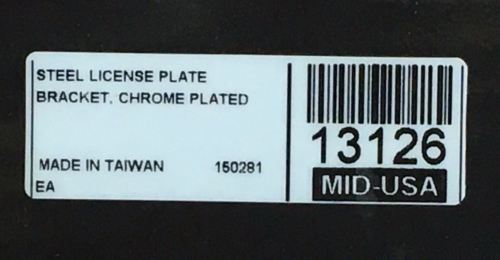 STEEL LICENSE PLATE
BRACKET, CHROME PLATED
MADE IN TAIWAN 150281
EA
13126
MID-USA